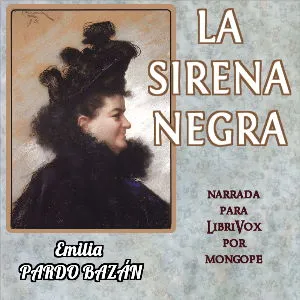 LA
SIRENA
NEGRA
NARRADA
PARA
LIBRIVOX
POR
MONGOPE
Emilia
PARDO BAZÁN